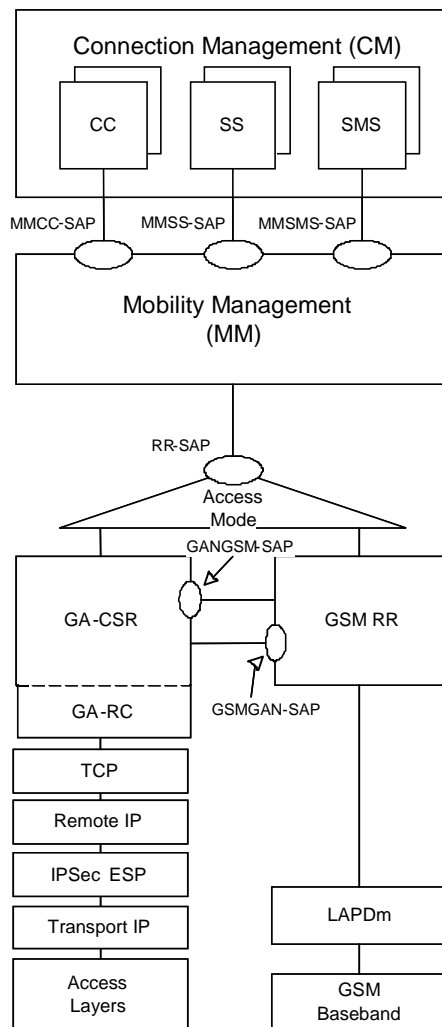 Connection Management (CM)
CC
SS
SMS
MMCC-SAP
MMSS-SAP
MMSMS-SAP
Mobility Management
(MM)
RR-SAP
Access
Mode
GANGSM-SAP
GA-CSR
GSM RR
GA-RC
GSMGAN-SAP
TCP
Remote IP
IPSec ESP
Transport IP
LAPDm
Access
Layers
GSM
Baseband